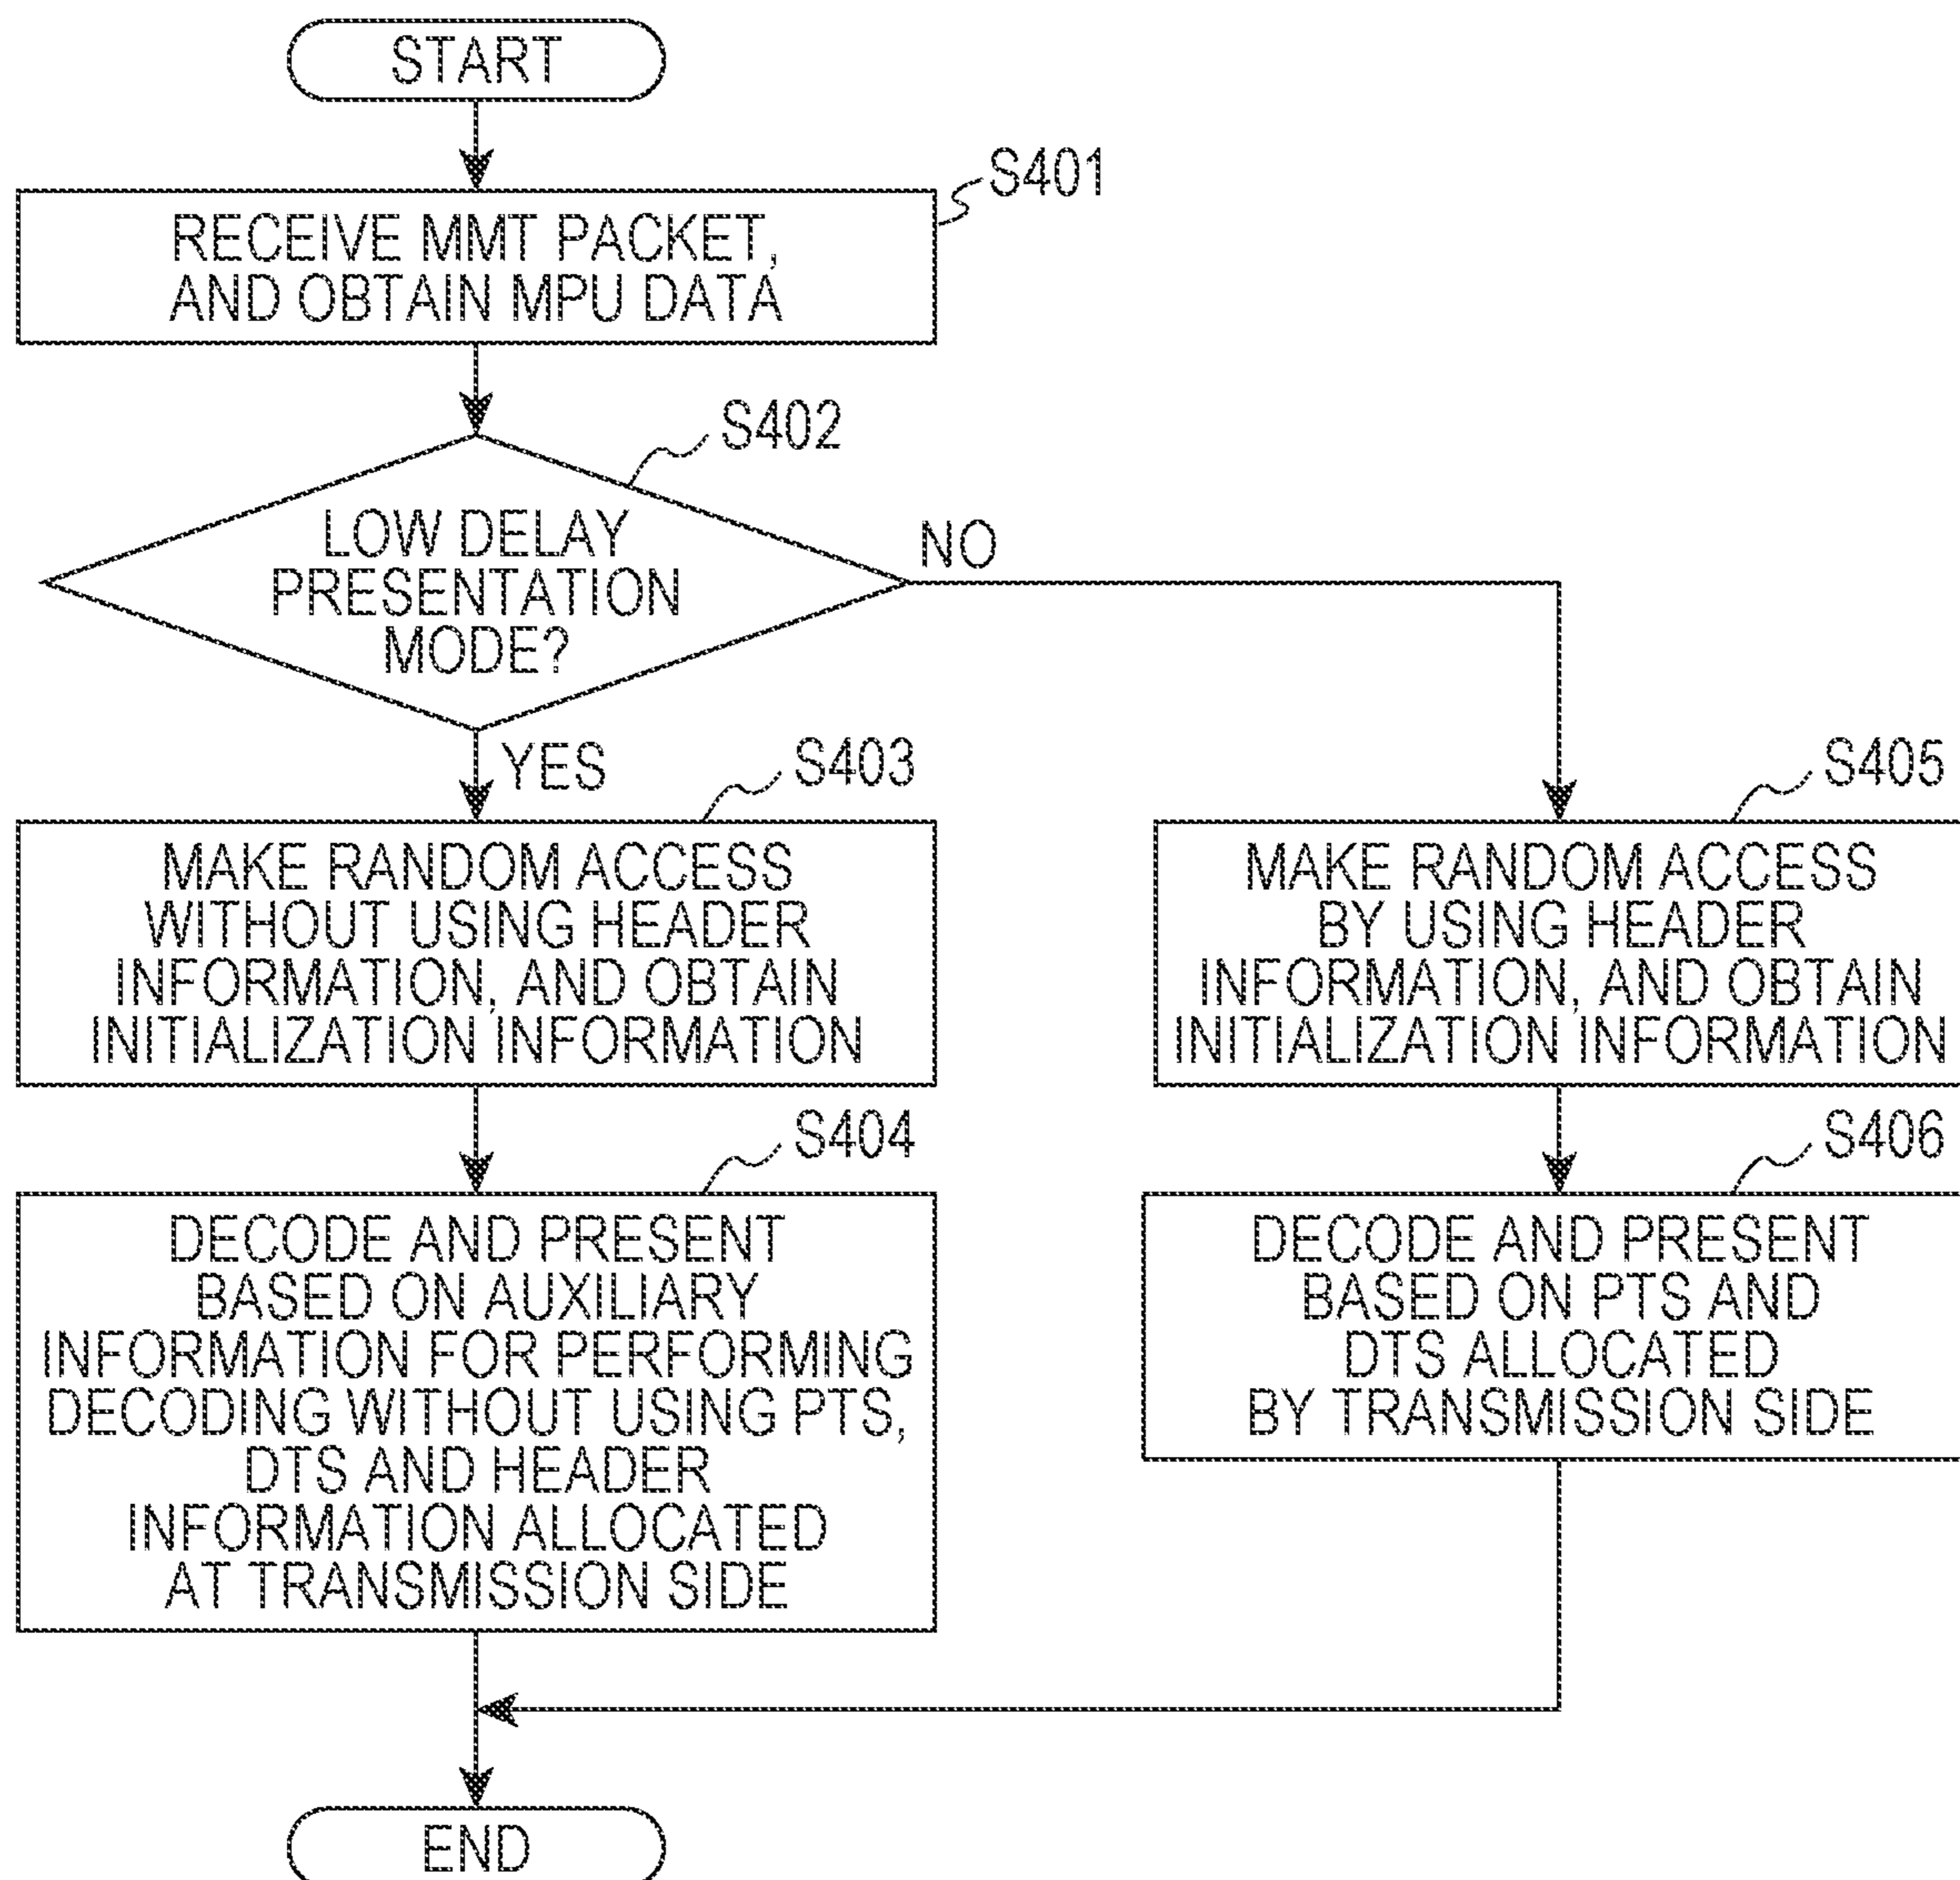 START
S401
RECEIVE MMT PACKET,
AND OBTAIN MPU DATA
S402
LOW DELAY
PRESENTATION
MODE?
NO
YES
S403
MAKE RANDOM ACCESS
WITHOUT USING HEADER
INFORMATION, AND OBTAIN
INITIALIZATION INFORMATION
S405
MAKE RANDOM ACCESS
BY USING HEADER
INFORMATION, AND OBTAIN
INITIALIZATION INFORMATION
S404
DECODE AND PRESENT
BASED ON AUXILIARY
INFORMATION FOR PERFORMING
DECODING WITHOUT USING PTS,
DTS AND HEADER
INFORMATION ALLOCATED
AT TRANSMISSION SIDE
S406
DECODE AND PRESENT
BASED ON PTS AND
DTS ALLOCATED
BY TRANSMISSION SIDE
END